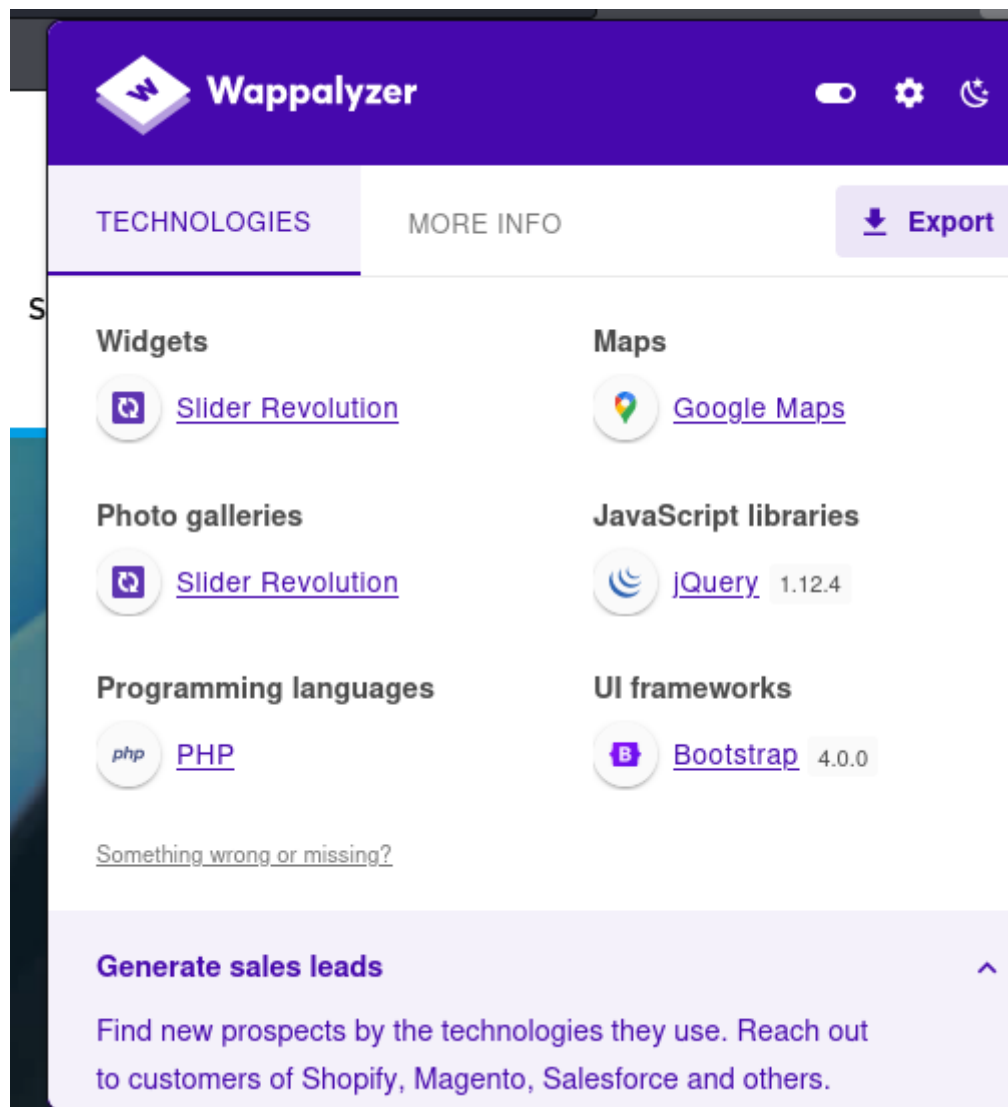 Wappalyzer
TECHNOLOGIES
MORE INFO
Export
S
Widgets
Slider Revolution
Maps
Google Maps
Photo galleries
Slider Revolution
JavaScript libraries
jQuery 1.12.4
Programming languages
php PHP
UI frameworks
B Bootstrap 4.0.0
Something wrong or missing?
Generate sales leads
Find new prospects by the technologies they use. Reach out
to customers of Shopify, Magento, Salesforce and others.